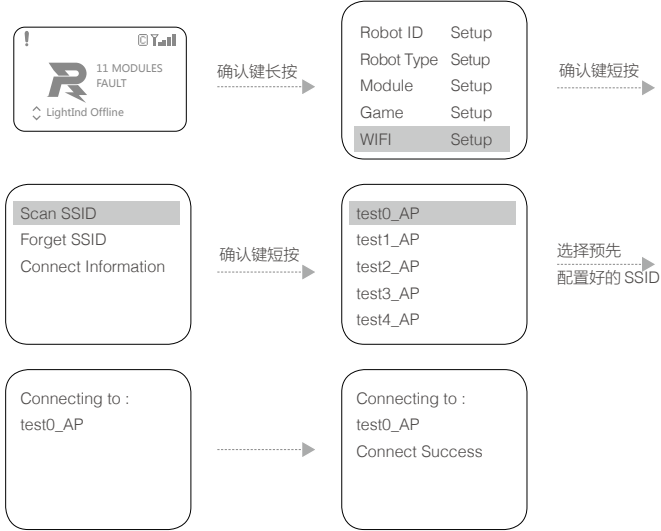 11 MODULES
FAULT
LightInd Offline
确认键长按
Robot ID Setup
Robot Type Setup
Module Setup
Game Setup
WIFI Setup
确认键短按
Scan SSID
Forget SSID
Connect Information
确认键短按
test0_AP
test1_AP
test2_AP
test3_AP
test4_AP
选择预先
配置好的 SSID
Connecting to :
test0_AP
Connecting to :
test0_AP
Connect Success